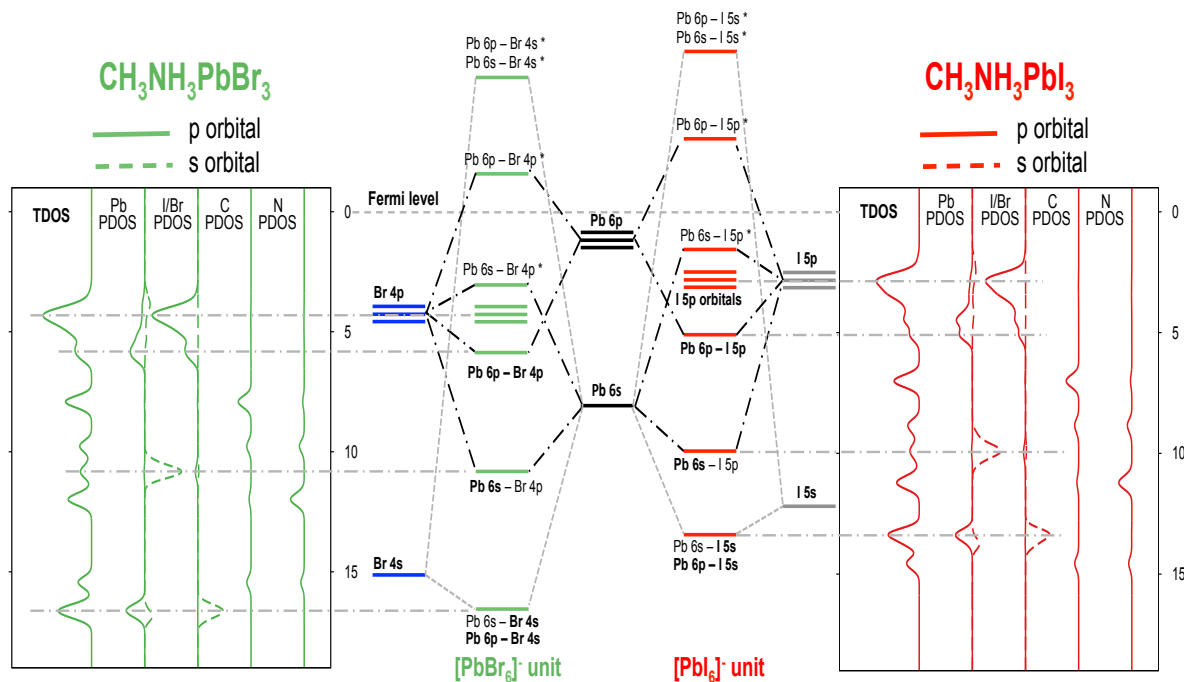 CH₃NH₃PbBr₃
p orbital
s orbital
TDOS
Pb
PDOS
I/Br
PDOS
C
PDOS
N
PDOS
0
5
10
15
Pb 6p – Br 4s *
Pb 6s – Br 4s *
Pb 6p – Br 4p *
Fermi level
Pb 6s – Br 4p*
Br 4p
Pb 6p – Br 4p
Pb 6s – Br 4p
Br 4s
Pb 6s – Br 4s
Pb 6p – Br 4s
[PbBr₆]⁻ unit
Pb 6p
Pb 6s
Pb 6p – I 5s *
Pb 6s – I 5s *
Pb 6p – I 5p *
Pb 6s – I 5p *
I 5p orbitals
I 5p
Pb 6p – I 5p
Pb 6s – I 5p
I 5s
Pb 6s – I 5s
Pb 6p – I 5s
[PbI₆]⁻ unit
CH₃NH₃PbI₃
p orbital
s orbital
TDOS
Pb
PDOS
I/Br
PDOS
C
PDOS
N
PDOS
0
5
10
15